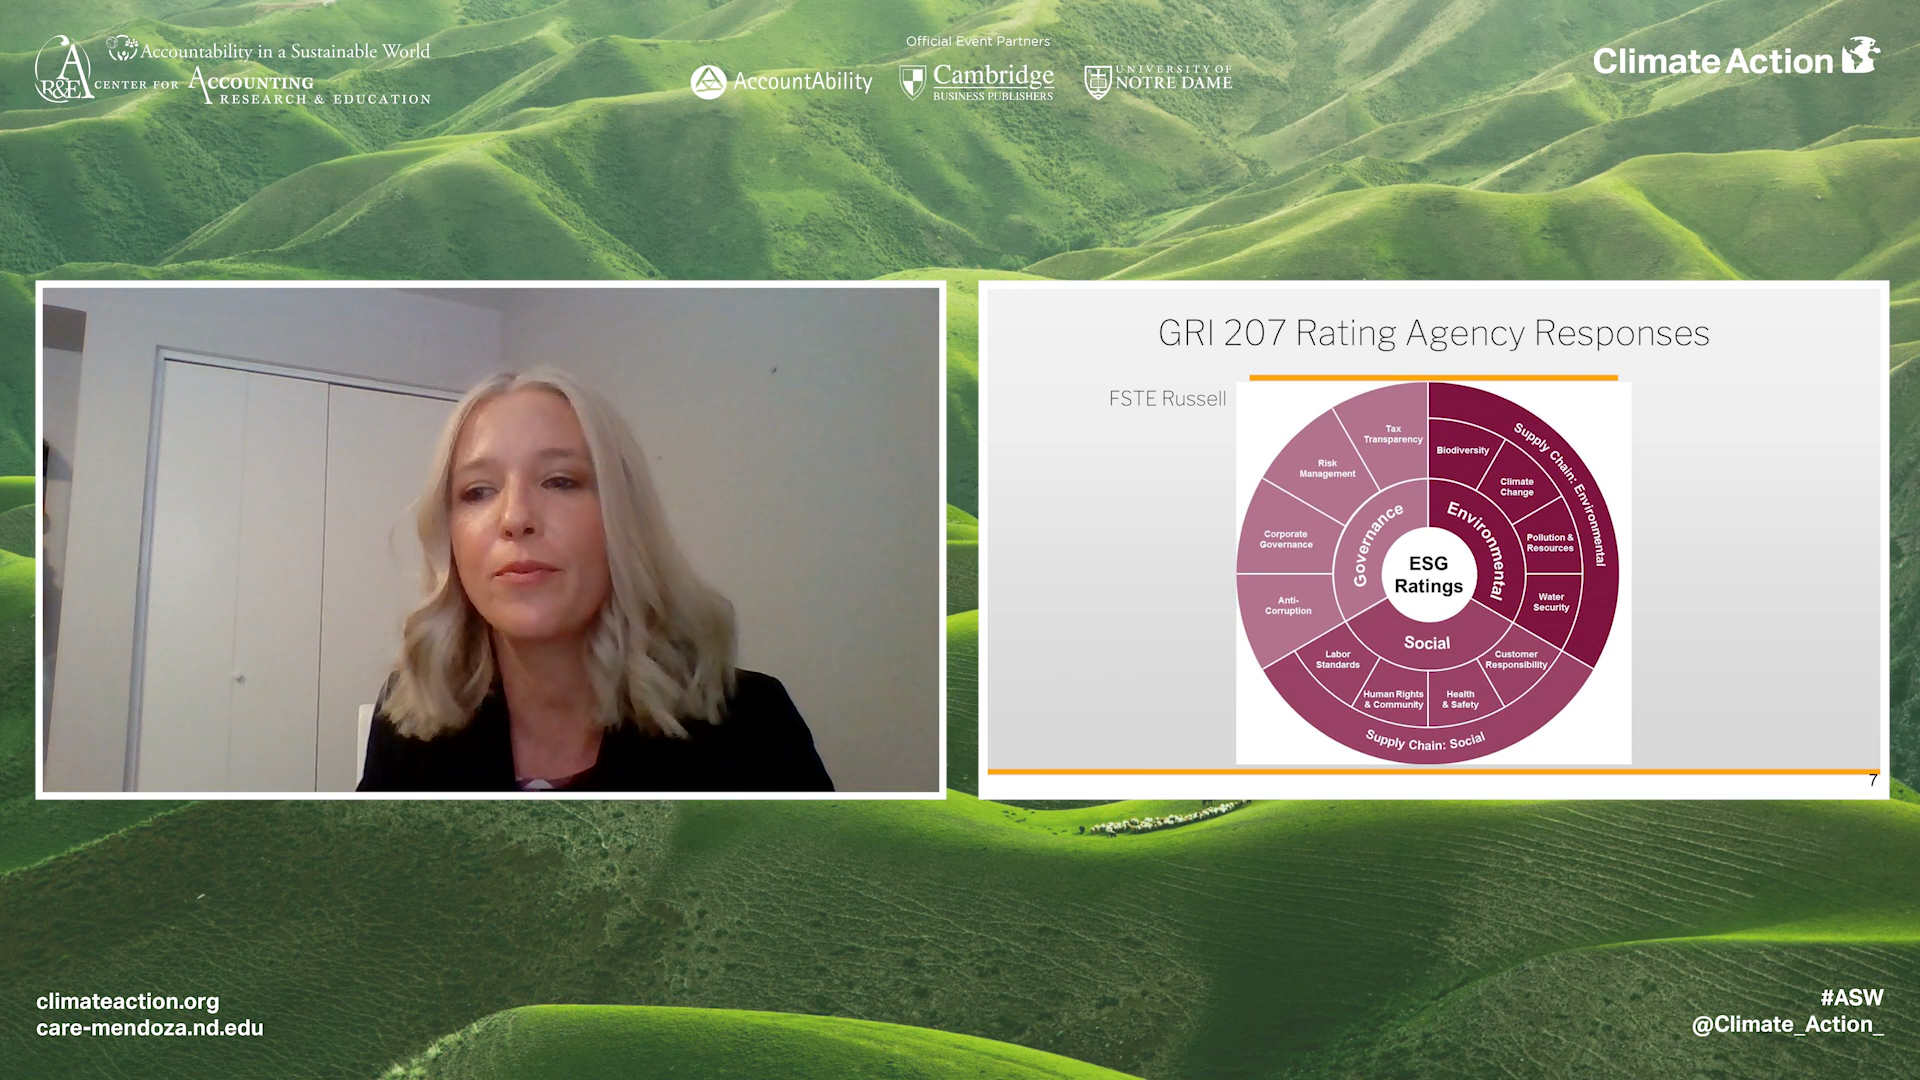 Accountability in a Sustainable World
A
R&E
CENTER FOR ACCOUNTING
RESEARCH & EDUCATION
Official Event Partners
AccountAbility
Cambridge
BUSINESS PUBLISHERS
UNIVERSITY OF
NOTRE DAME
Climate Action
GRI 207 Rating Agency Responses
FSTE Russell
Tax
Transparency
Risk
Management
Corporate
Governance
Anti-
Corruption
Governance
Supply Chain: Environmental
Biodiversity
Climate
Change
Pollution &
Resources
Water
Security
Environmental
ESG
Ratings
Social
Labor
Standards
Human Rights
& Community
Health
& Safety
Customer
Responsibility
Supply Chain: Social
7
climateaction.org
care-mendoza.nd.edu
#ASW
@Climate_Action_